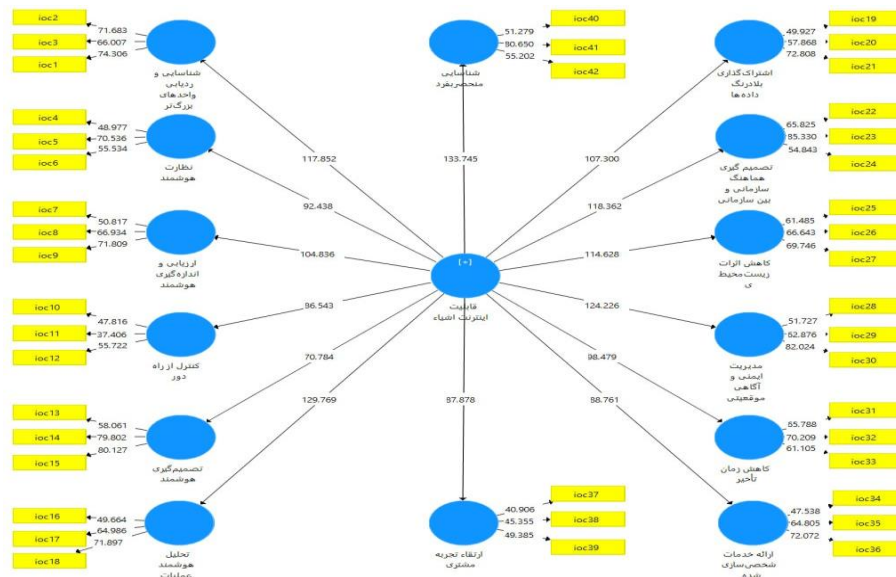 ioc2
ioc3
ioc1
71.683
66.007
74.306
شناسایی و
ردیابی
واحدهای
بزرگ‌تر
ioc40
ioc41
ioc42
51.279
80.650
55.202
شناسایی
منحصربفرد
ioc19
ioc20
ioc21
49.927
57.868
72.808
اشتراک‌گذاری
بلادرنگ
داده‌ها
ioc4
ioc5
ioc6
48.977
70.536
55.534
نظارت
هوشمند
ioc22
ioc23
ioc24
65.825
85.330
54.843
تصمیم گیری
هماهنگ
سازمانی و
بین سازمانی
117.852
133.745
107.300
92.438
118.362
ioc7
ioc8
ioc9
50.817
66.934
71.809
ارزیابی و
اندازه‌گیری
هوشمند
ioc25
ioc26
ioc27
61.485
66.643
69.746
کاهش اثرات
زیست‌محیط
ی
104.836
114.628
[+]
قابلیت
اینترنت اشیاء
ioc10
ioc11
ioc12
47.816
37.406
55.722
کنترل از راه
دور
ioc28
ioc29
ioc30
51.727
82.024
مدیریت
ایمنی و
آگاهی
موقعیتی
124.226
70.784
98.479
129.769
ioc13
ioc14
ioc15
58.061
79.802
80.127
تصمیم‌گیری
هوشمند
ioc31
ioc32
ioc33
70.209
61.105
کاهش زمان
تأخیر
ioc16
ioc17
ioc18
49.664
64.986
71.897
تحلیل
هوشمند
عملیات
ioc37
ioc38
ioc39
40.906
45.355
49.385
ارتقاء تجربه
مشتری
ioc34
ioc35
ioc36
47.538
64.805
72.072
ارائه خدمات
شخصی‌سازی
شده